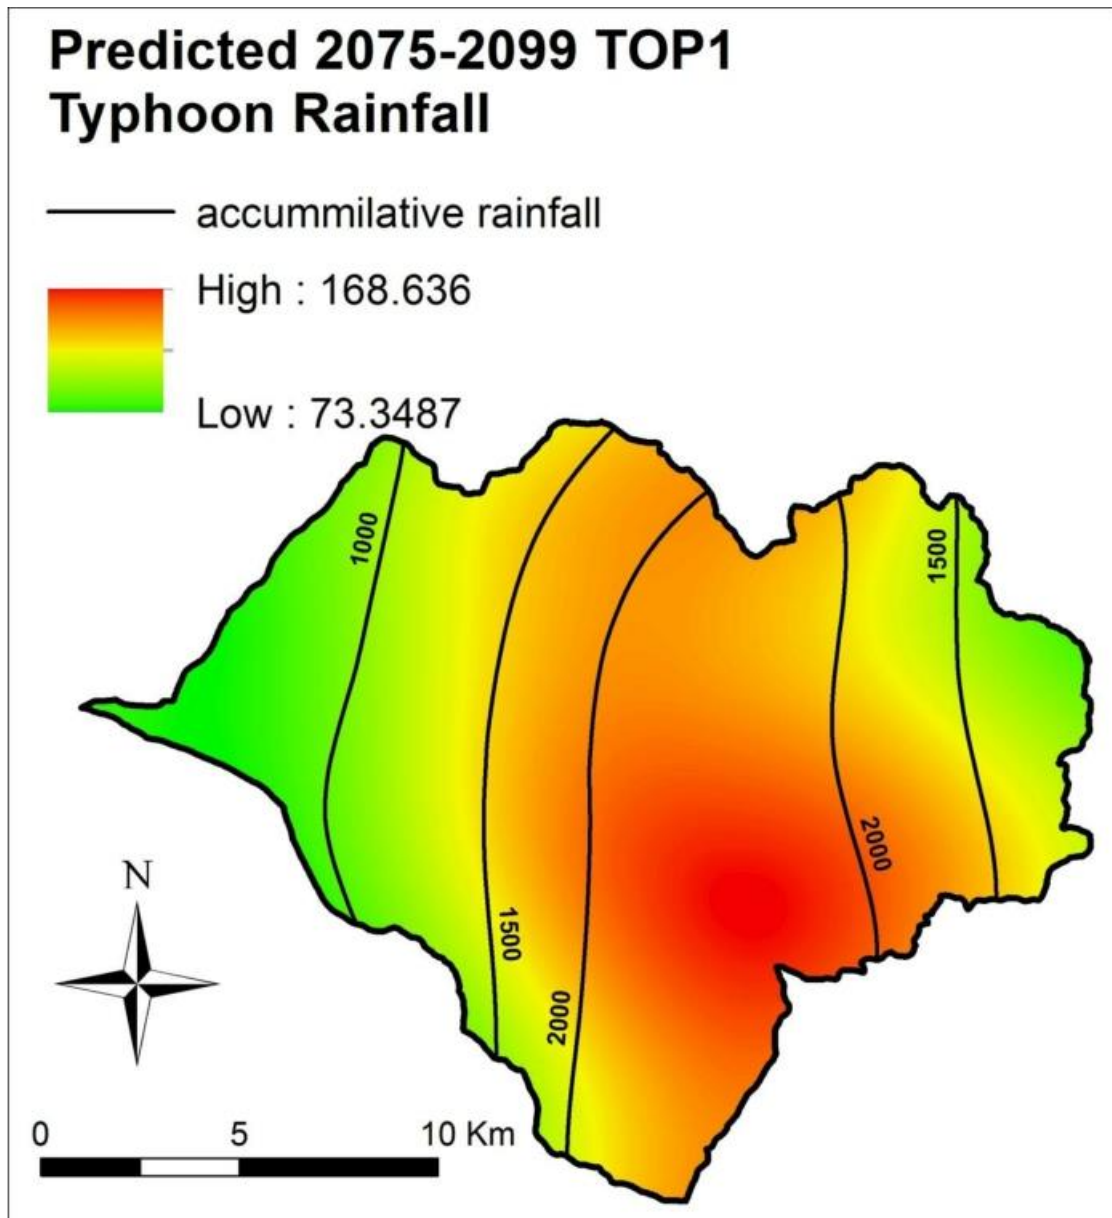 Predicted 2075-2099 TOP1
Typhoon Rainfall
accummilative rainfall
High : 168.636
Low : 73.3487
1000
1500
2000
1500
2000
N
0 5 10 Km